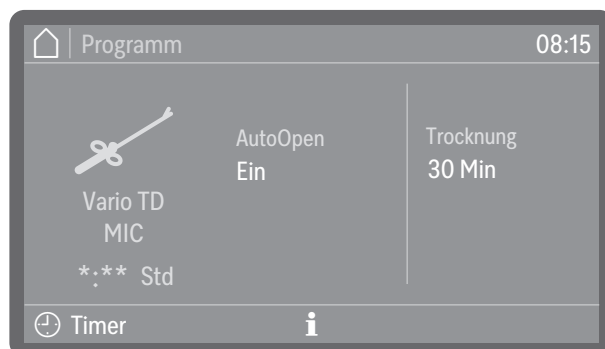 Programm 08:15
AutoOpen
Ein
Trocknung
30 Min
Vario TD
MIC
*:** Std
Timer i